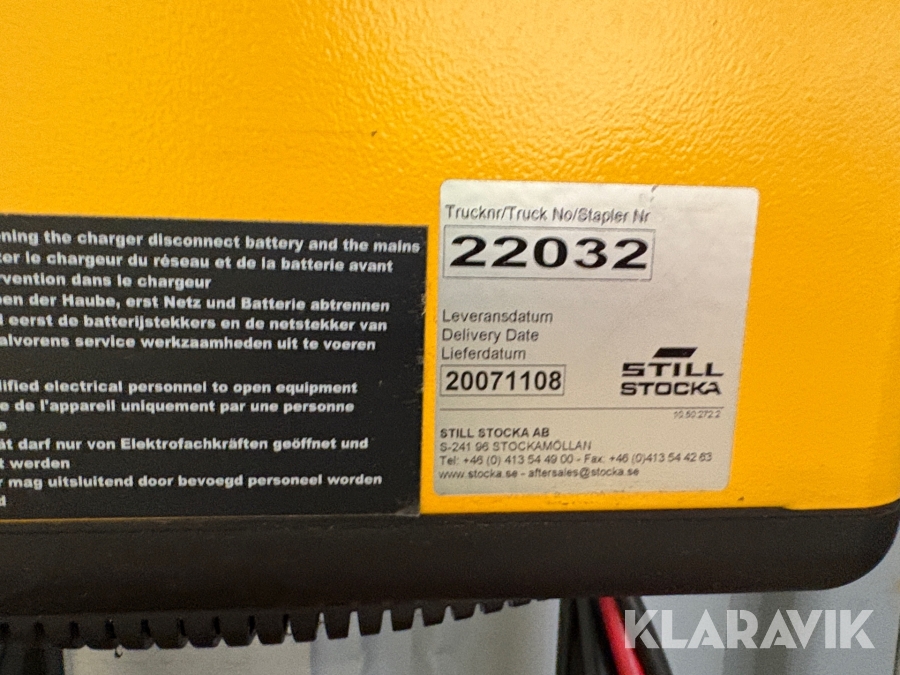 ning the charger disconnect battery and the mains
er le chargeur du réseau et de la batterie avant
rvention dans le chargeur
en der Haube, erst Netz und Batterie abtrennen
eerst de batterijstekkers en de netstekker van
alvorens service werkzaamheden uit te voeren
lified electrical personnel to open equipment
e de l'appareil uniquement par une personne
e
ät darf nur von Elektrofachkräften geöffnet und
t werden
r mag uitsluitend door bevoegd personeel worden
d
Trucknr/Truck No/Stapler Nr
22032
Leveransdatum
Delivery Date
Lieferdatum
20071108
STILL
STOCKA
10.50.272.2
STILL STOCKA AB
S-241 96 STOCKAMÖLLAN
Tel: +46 (0) 413 54 49 00 - Fax: +46 (0)413 54 42 63
www.stocka.se - aftersales@stocka.se
KLARAVIK